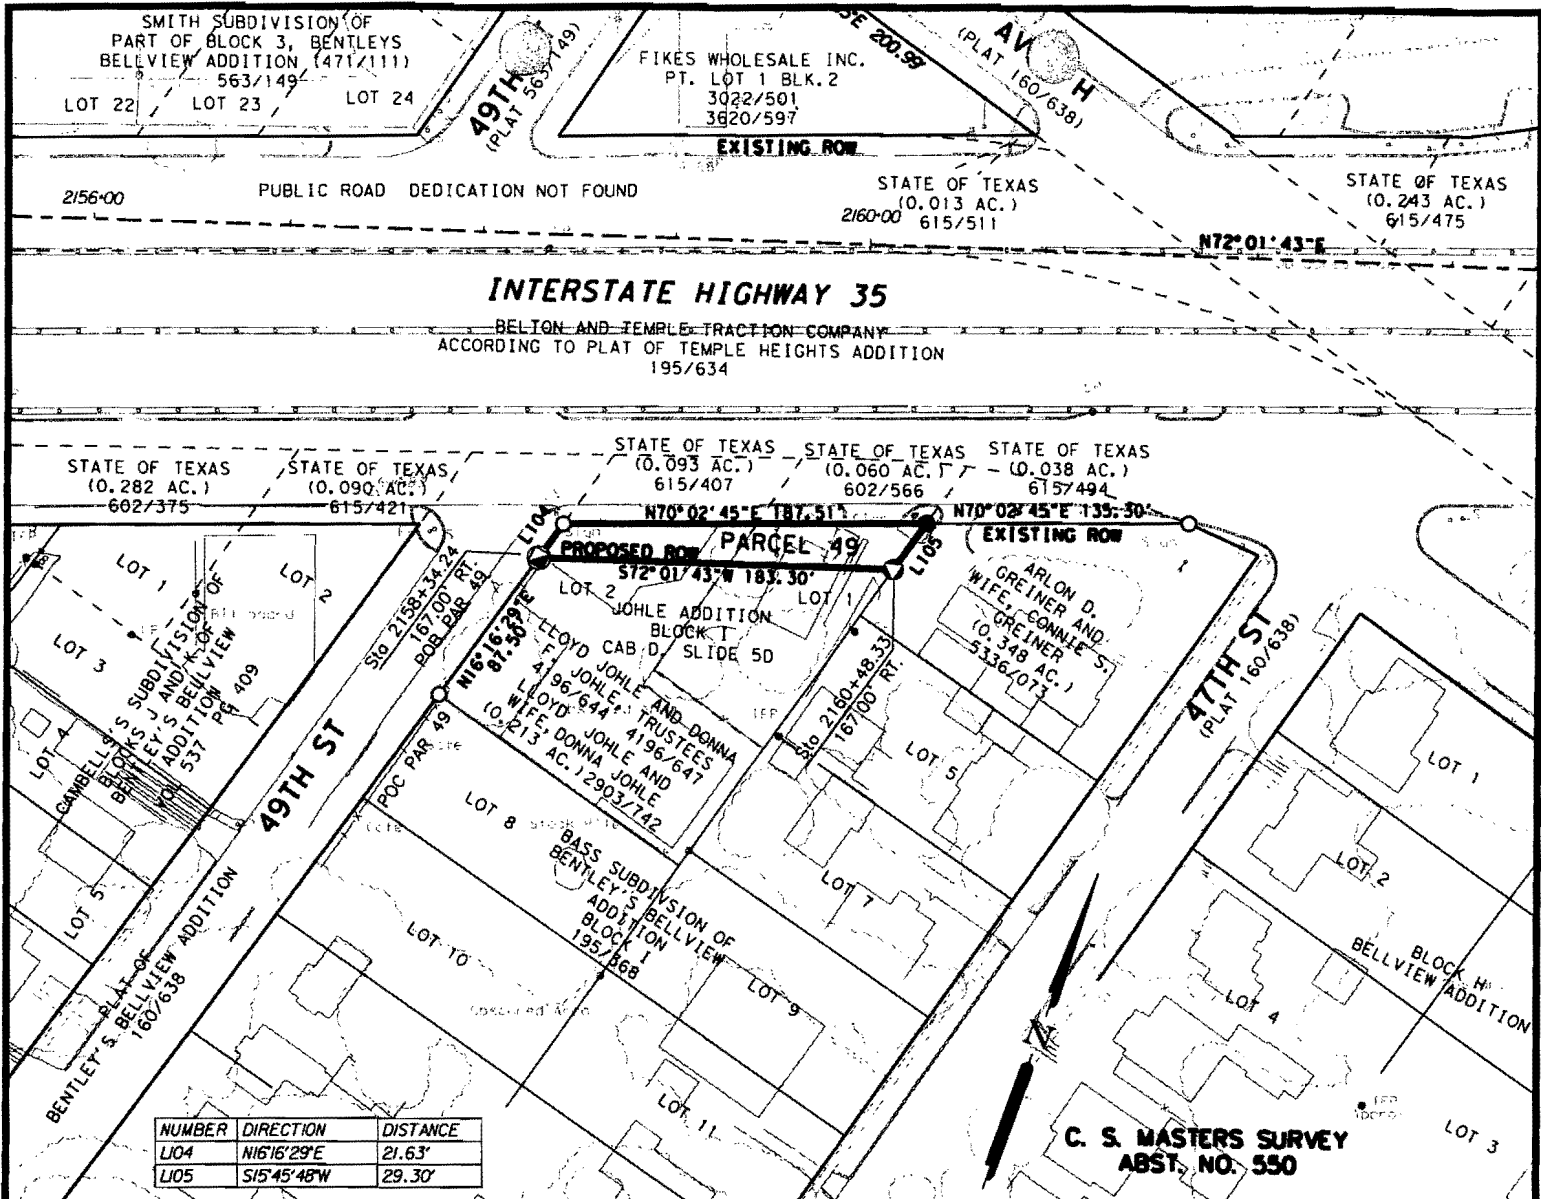 SMITH SUBDIVISION OF
PART OF BLOCK 3, BENTLEYS
BELLVIEW ADDITION (471/111)
563/149
LOT 22
LOT 23
LOT 24
49TH
(PLAT 563/149)
FIKES WHOLESALE INC.
PT. LOT 1 BLK.2
3022/501
3620/597
EXISTING ROW
5"E 200.99'
AV H
(PLAT 160/638)
2156+00
PUBLIC ROAD DEDICATION NOT FOUND
2160+00
STATE OF TEXAS
(0.013 AC.)
615/511
STATE OF TEXAS
(0.243 AC.)
615/475
N72°01'43"E
INTERSTATE HIGHWAY 35
BELTON AND TEMPLE TRACTION COMPANY
ACCORDING TO PLAT OF TEMPLE HEIGHTS ADDITION
195/634
STATE OF TEXAS
(0.282 AC.)
602/375
STATE OF TEXAS
(0.090 AC.)
615/421
STATE OF TEXAS
(0.093 AC.)
615/407
STATE OF TEXAS
(0.060 AC.)
602/566
STATE OF TEXAS
(0.038 AC.)
615/494
L104
N70°02'45"E 187.51'
PROPOSED ROW
PARCEL 49
S72°01'43"W 183.30'
L105
N70°02'45"E 135.30'
EXISTING ROW
LOT 1
LOT 2
LOT 3
LOT 4
LOT 5
CAMBELL'S SUBDIVISION OF
BLOCKS J AND K OF
BENTLEY'S BELLVIEW
ADDITION
VOL 537 PG 409
Sta 2158+34.24
167.00' RT.
POB PAR 49
N16°16'29"E
87.50'
POC PAR 49
49TH ST
LOT 2
LOT 1
JOHLE ADDITION
BLOCK I
CAB D, SLIDE 5D
LLOYD JOHLE AND DONNA
F. JOHLE, TRUSTEES
4196/644 4196/647
LLOYD JOHLE AND
WIFE, DONNA JOHLE
(0.213 AC.) 2903/742
Sta 2160+48.33
167.00' RT.
ARLON D.
GREINER AND
WIFE, CONNIE S.
GREINER
(0.348 AC.)
5336/073
47TH ST
(PLAT 160/638)
LOT 5
LOT 7
LOT 8
LOT 9
LOT 10
LOT 11
BASS SUBDIVISION OF
BENTLEY'S BELLVIEW
ADDITION
BLOCK I
195/368
Obscured Area
PLAT OF
BENTLEY'S BELLVIEW ADDITION
160/638
LOT 1
LOT 2
LOT 4
LOT 3
BLOCK H
BELLVIEW ADDITION
N
C. S. MASTERS SURVEY
ABST. NO. 550
NUMBER DIRECTION DISTANCE
L104 N16°16'29"E 21.63'
L105 S15°45'48"W 29.30'